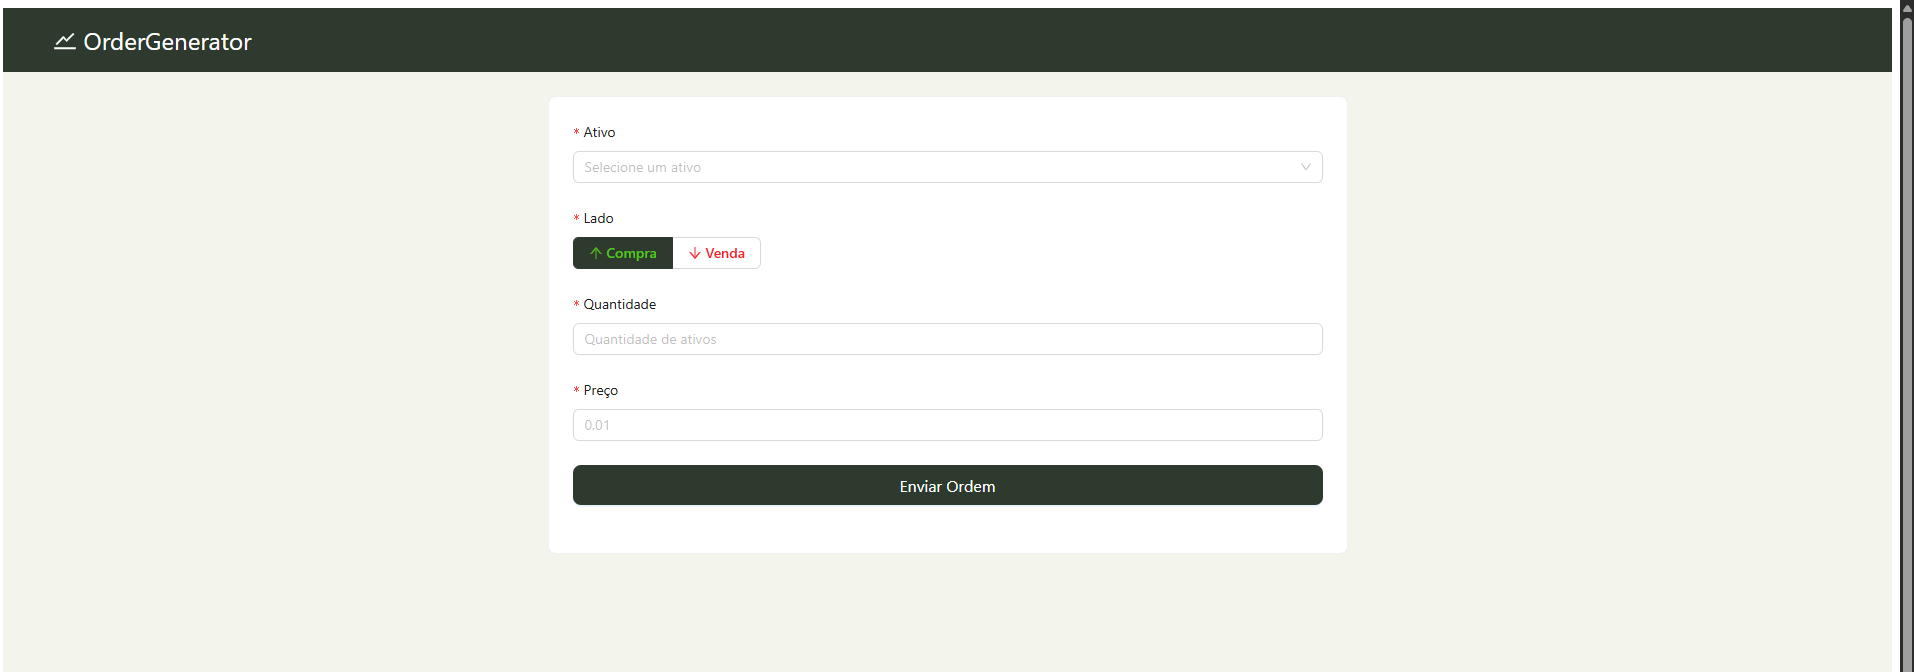 OrderGenerator
* Ativo
Selecione um ativo
* Lado
Compra Venda
* Quantidade
Quantidade de ativos
* Preço
0.01
Enviar Ordem